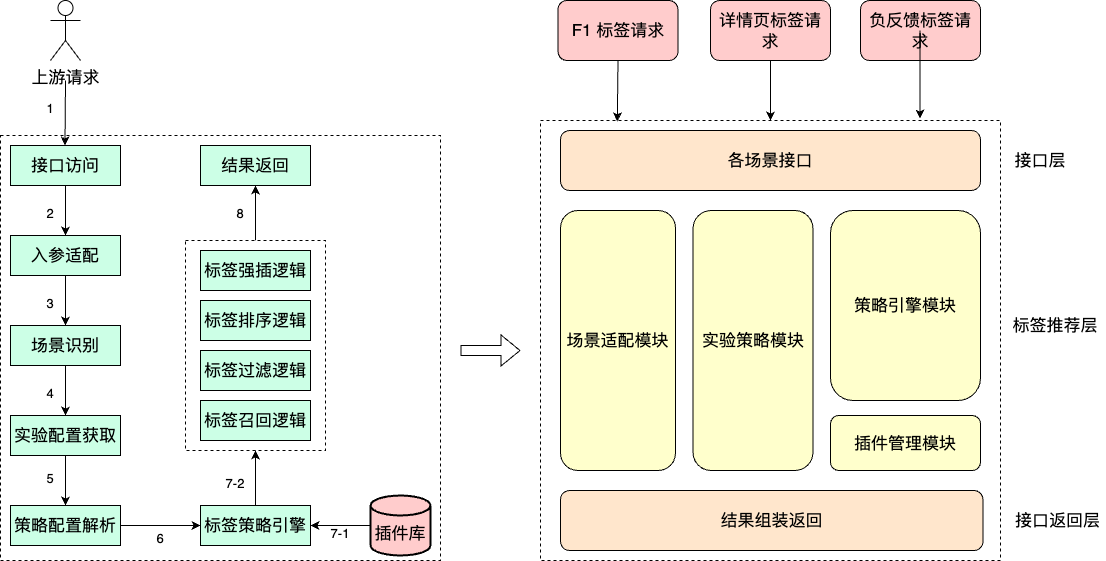 上游请求
1
接口访问
2
入参适配
3
场景识别
4
实验配置获取
5
策略配置解析
6
标签策略引擎
7-1
插件库
7-2
标签召回逻辑
标签过滤逻辑
标签排序逻辑
标签强插逻辑
8
结果返回
F1 标签请求
详情页标签请
求
负反馈标签请
求
各场景接口
接口层
场景适配模块
实验策略模块
策略引擎模块
插件管理模块
标签推荐层
结果组装返回
接口返回层